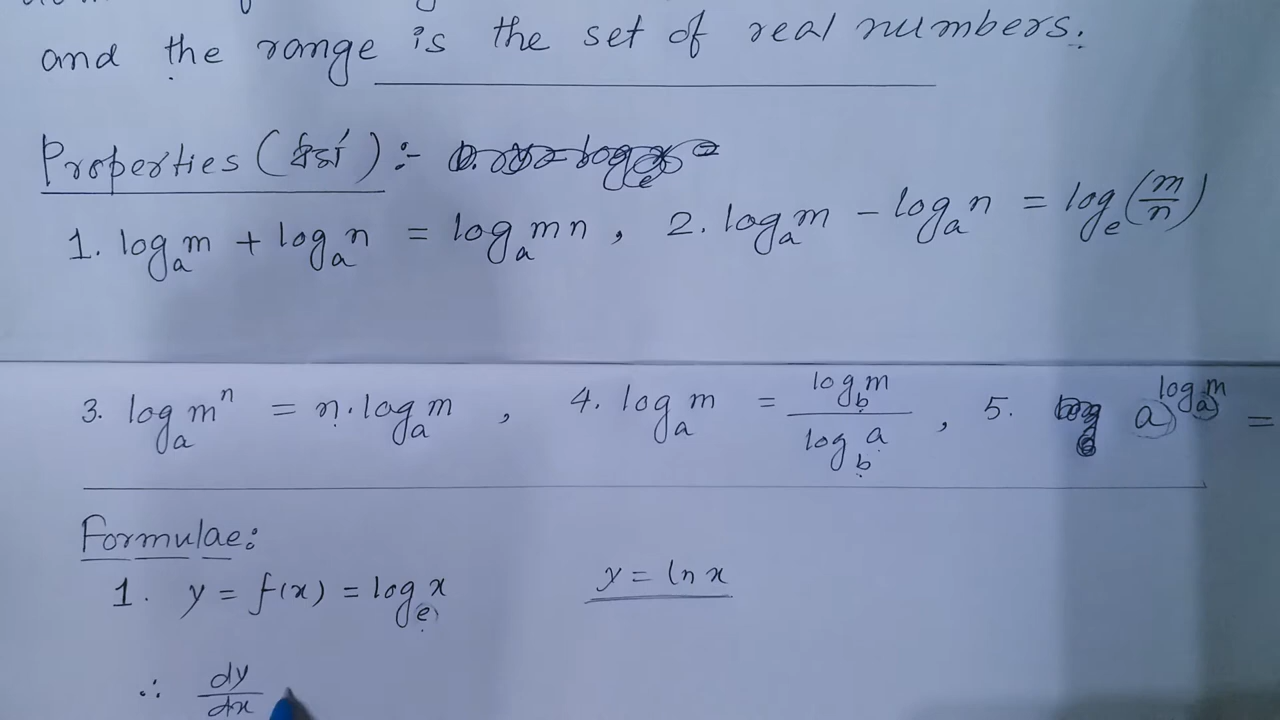 and the range is the set of real numbers.
Properties (ধর্ম) :-
1. logₐm + logₐn = logₐmn , 2. logₐm - logₐn = logₑ(m/n)
3. logₐmⁿ = n·logₐm , 4. logₐm = log_b m / log_b a , 5. a^(logₐm) =
Formulae:
1. y = f(x) = logₑx y = ln x
∴ dy/dx